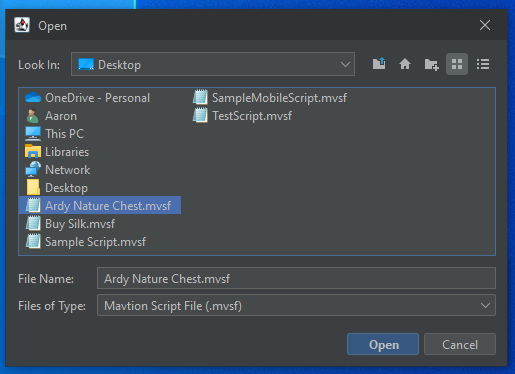 Open
Look In:
Desktop
OneDrive - Personal
Aaron
This PC
Libraries
Network
Desktop
Ardy Nature Chest.mvsf
Buy Silk.mvsf
Sample Script.mvsf
SampleMobileScript.mvsf
TestScript.mvsf
File Name:
Ardy Nature Chest.mvsf
Files of Type:
Mavtion Script File (.mvsf)
Open
Cancel